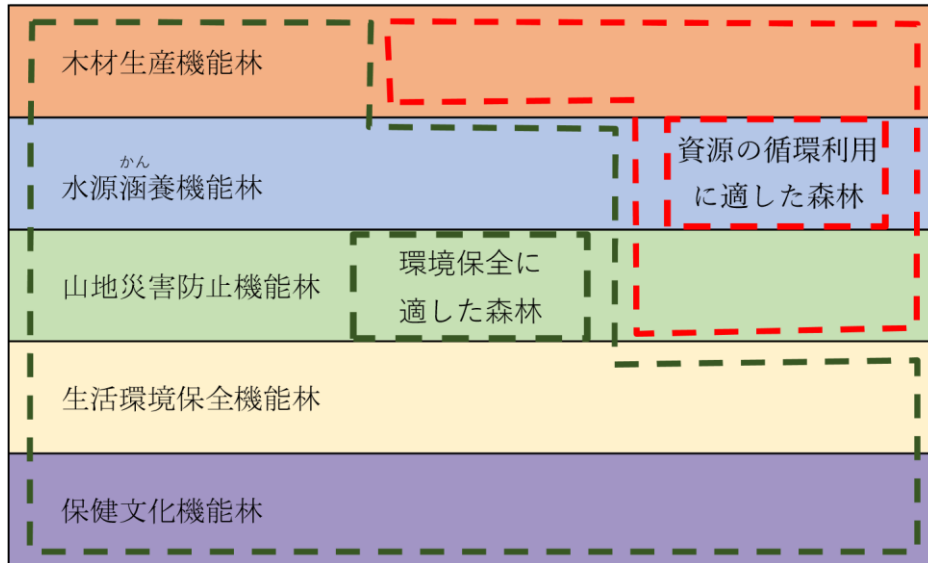 木材生産機能林
かん
水源涵養機能林
資源の循環利用
に適した森林
山地災害防止機能林
環境保全に
適した森林
生活環境保全機能林
保健文化機能林